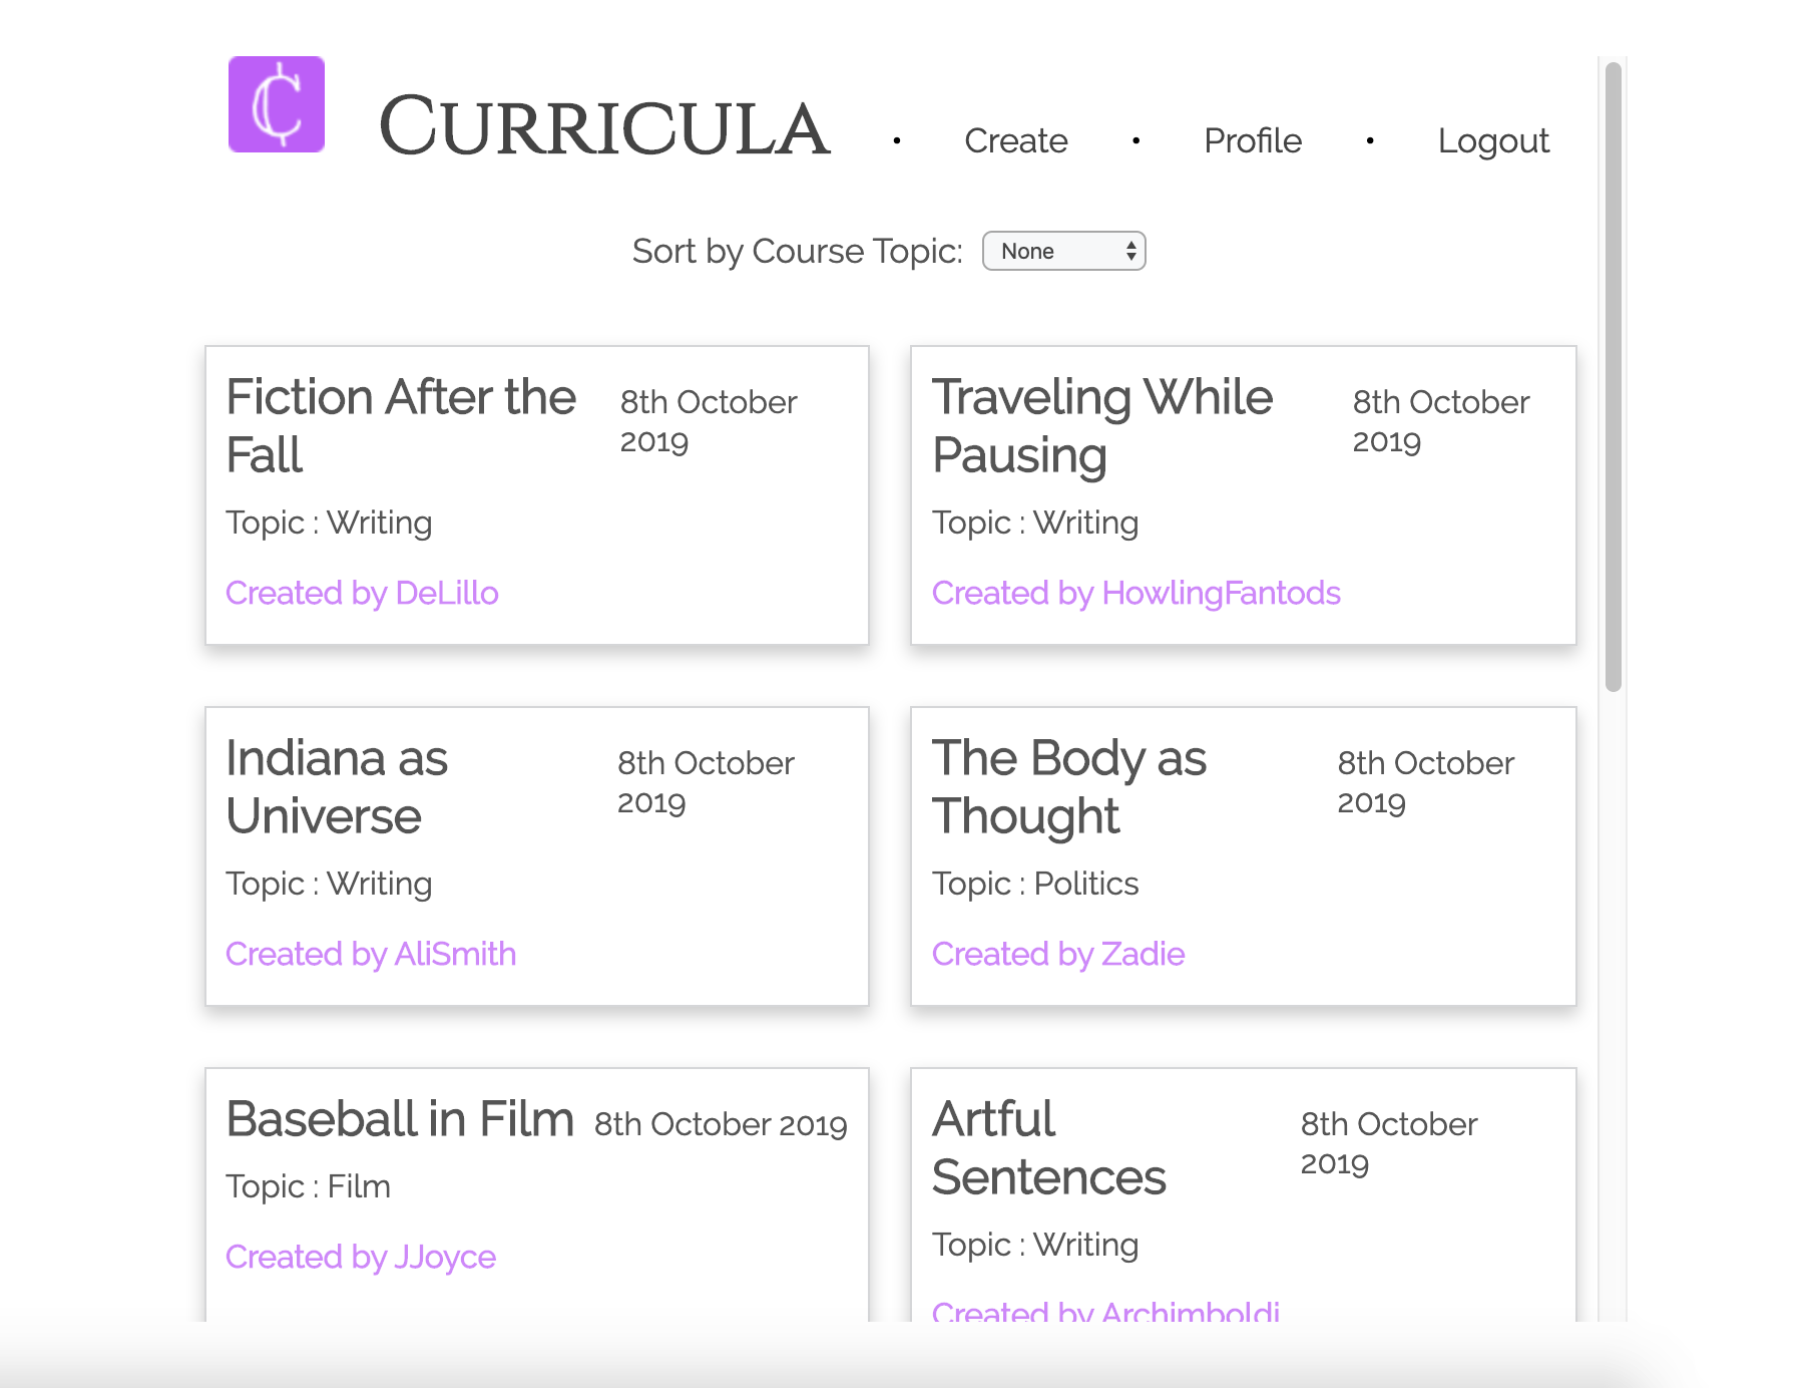 ₵ CURRICULA · Create · Profile · Logout
Sort by Course Topic: None
Fiction After the
Fall
8th October
2019
Topic : Writing
Created by DeLillo
Traveling While
Pausing
8th October
2019
Topic : Writing
Created by HowlingFantods
Indiana as
Universe
8th October
2019
Topic : Writing
Created by AliSmith
The Body as
Thought
8th October
2019
Topic : Politics
Created by Zadie
Baseball in Film
8th October 2019
Topic : Film
Created by JJoyce
Artful
Sentences
8th October
2019
Topic : Writing
Created by Archimboldi